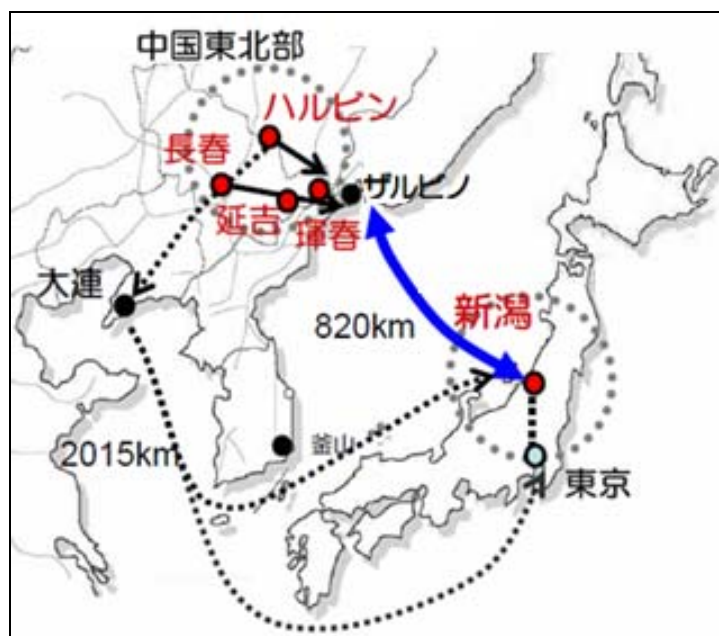 中国東北部
ハルビン
長春
ザルビノ
延吉
琿春
大連
820km
新潟
釜山
2015km
東京